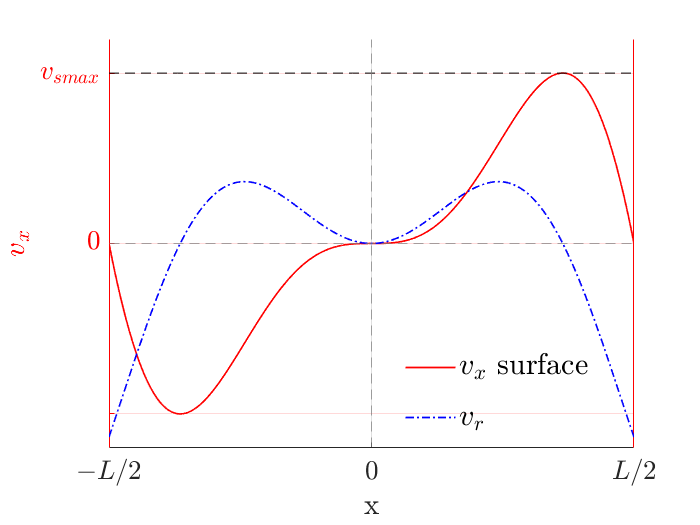 v_{smax}
v_x
0
v_x surface
v_r
−L/2
0
L/2
x